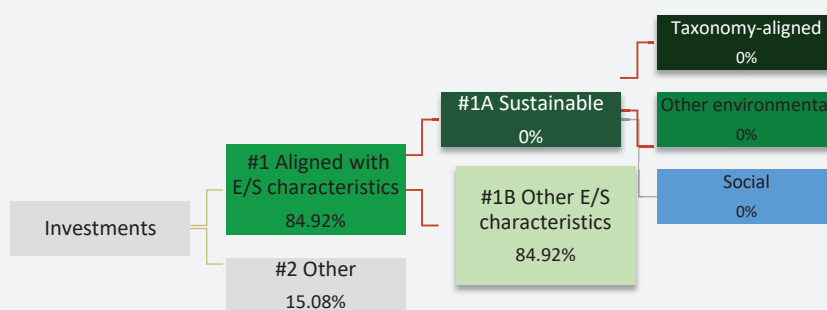 Taxonomy-aligned
0%
#1A Sustainable
0%
Other environmenta
0%
#1 Aligned with
E/S characteristics
84.92%
#1B Other E/S
characteristics
84.92%
Social
0%
Investments
#2 Other
15.08%